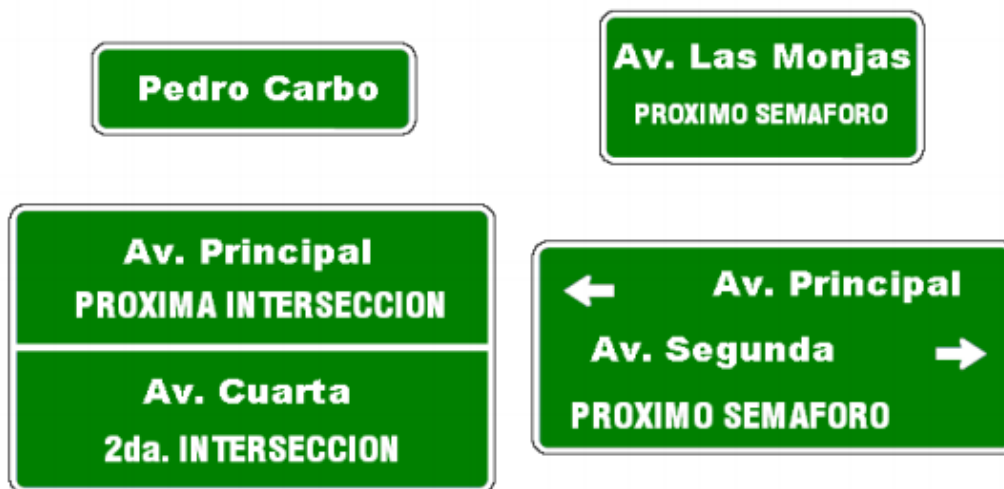 Pedro Carbo
Av. Las Monjas
PROXIMO SEMAFORO
Av. Principal
PROXIMA INTERSECCION
Av. Cuarta
2da. INTERSECCION
Av. Principal
Av. Segunda
PROXIMO SEMAFORO